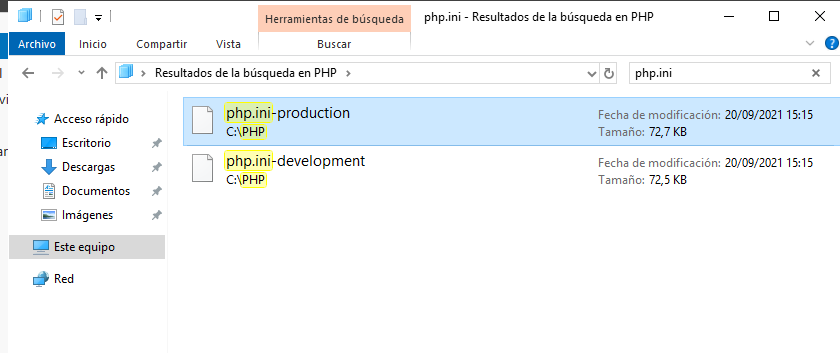 Herramientas de búsqueda
php.ini - Resultados de la búsqueda en PHP
Archivo
Inicio
Compartir
Vista
Buscar
Resultados de la búsqueda en PHP
php.ini
vi
ar
Acceso rápido
Escritorio
Descargas
Documentos
Imágenes
Este equipo
Red
php.ini-production
C:\PHP
Fecha de modificación: 20/09/2021 15:15
Tamaño: 72,7 KB
php.ini-development
C:\PHP
Fecha de modificación: 20/09/2021 15:15
Tamaño: 72,5 KB